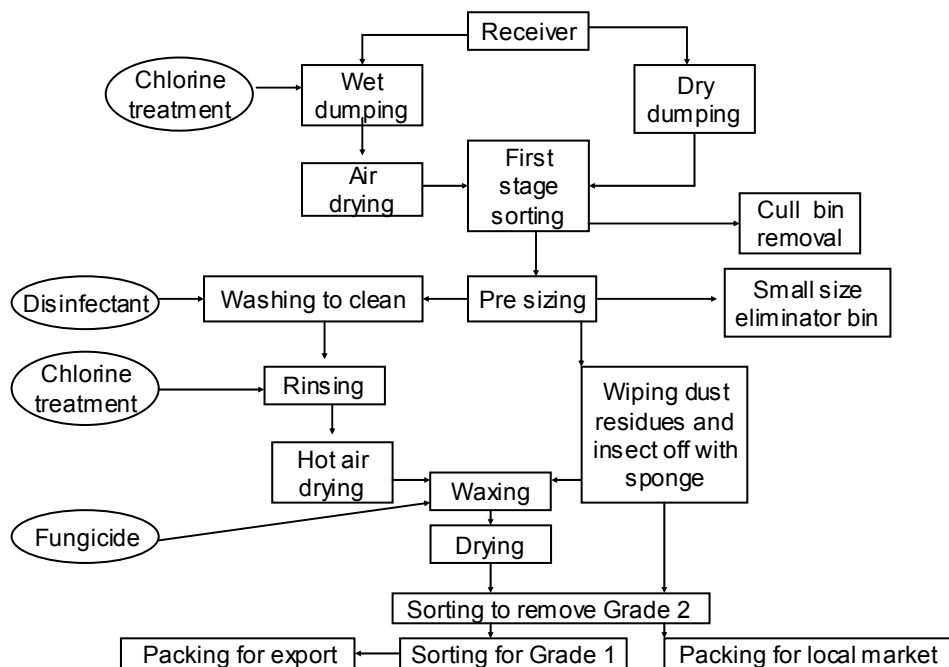 Receiver
Chlorine
treatment
Wet
dumping
Dry
dumping
Air
drying
First
stage
sorting
Cull bin
removal
Disinfectant
Washing to clean
Pre sizing
Small size
eliminator bin
Chlorine
treatment
Rinsing
Wiping dust
residues and
insect off with
sponge
Hot air
drying
Waxing
Fungicide
Drying
Sorting to remove Grade 2
Packing for export
Sorting for Grade 1
Packing for local market